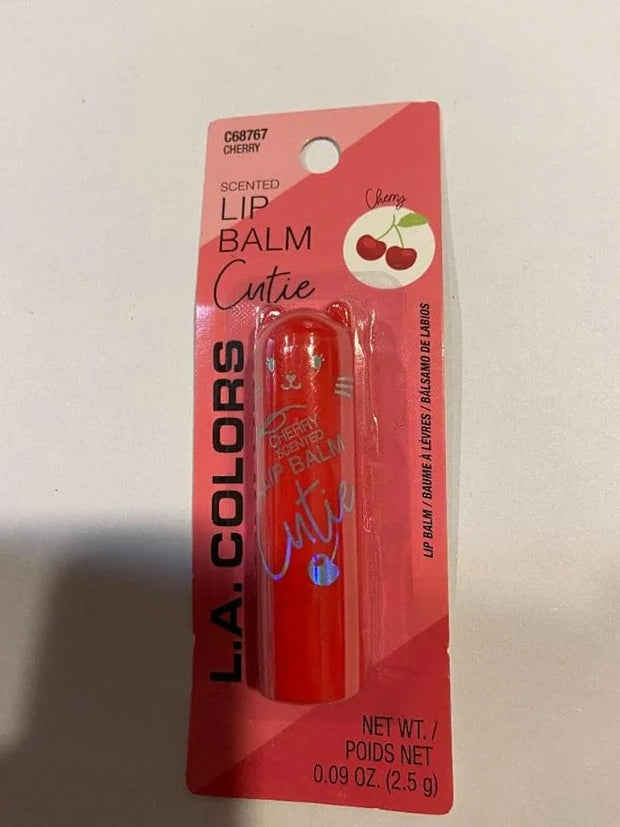 C68767
CHERRY
SCENTED
LIP
BALM
Cutie
Cherry
L.A. COLORS
CHERRY
SCENTED
LIP BALM
Cutie
LIP BALM / BAUME À LÈVRES / BÁLSAMO DE LABIOS
NET WT. /
POIDS NET
0.09 OZ. (2.5 g)